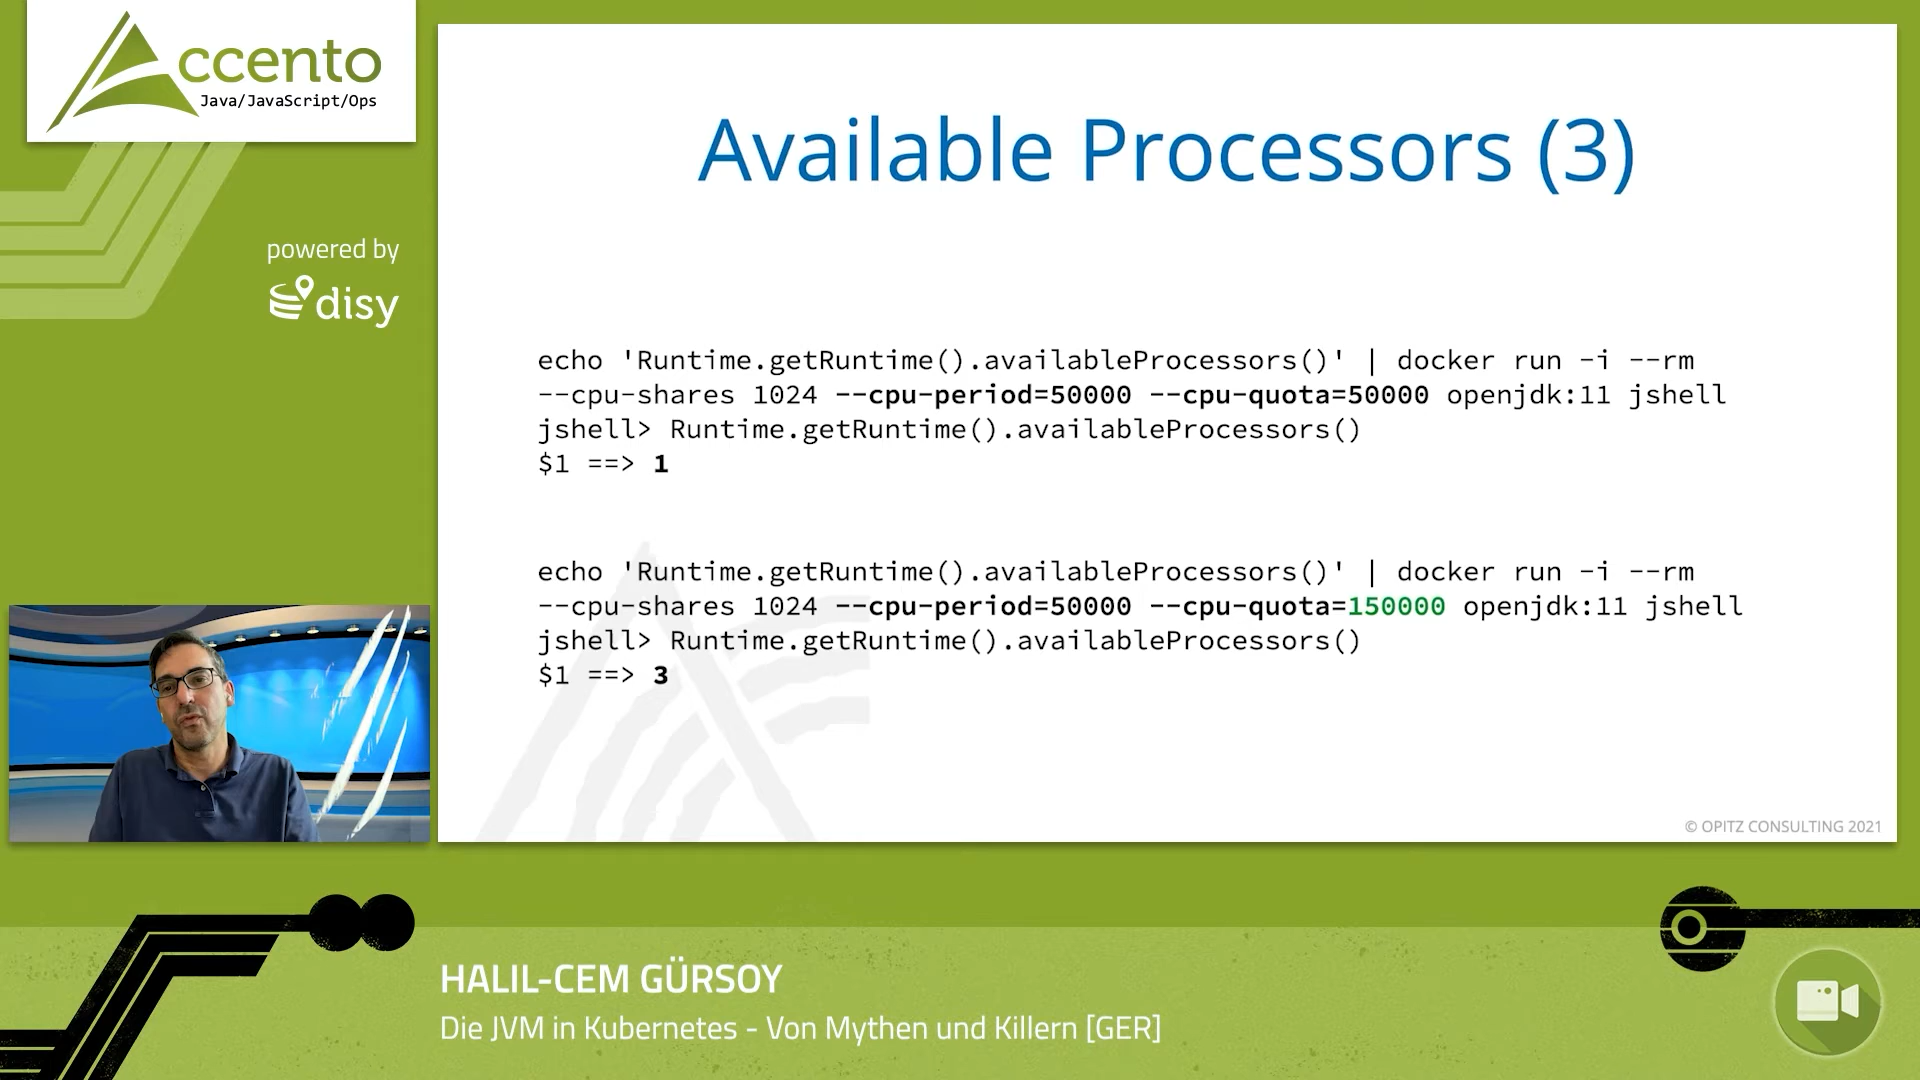 Accento
Java/JavaScript/Ops
powered by
disy
Available Processors (3)
echo 'Runtime.getRuntime().availableProcessors()' | docker run -i --rm
--cpu-shares 1024 --cpu-period=50000 --cpu-quota=50000 openjdk:11 jshell
jshell> Runtime.getRuntime().availableProcessors()
$1 ==> 1
echo 'Runtime.getRuntime().availableProcessors()' | docker run -i --rm
--cpu-shares 1024 --cpu-period=50000 --cpu-quota=150000 openjdk:11 jshell
jshell> Runtime.getRuntime().availableProcessors()
$1 ==> 3
© OPITZ CONSULTING 2021
HALIL-CEM GÜRSOY
Die JVM in Kubernetes - Von Mythen und Killern [GER]